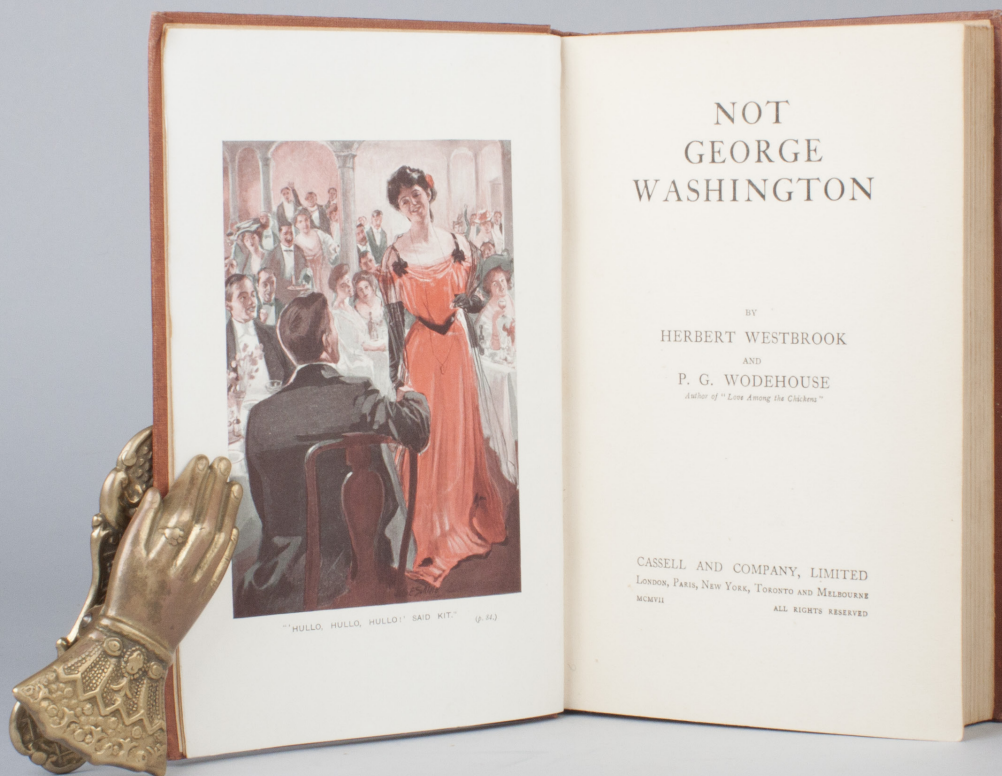 "'HULLO, HULLO, HULLO!' SAID KIT."
NOT
GEORGE
WASHINGTON
BY
HERBERT WESTBROOK
AND
P. G. WODEHOUSE
Author of "Love Among the Chickens"
CASSELL AND COMPANY, LIMITED
LONDON, PARIS, NEW YORK, TORONTO AND MELBOURNE
MCMVII
ALL RIGHTS RESERVED